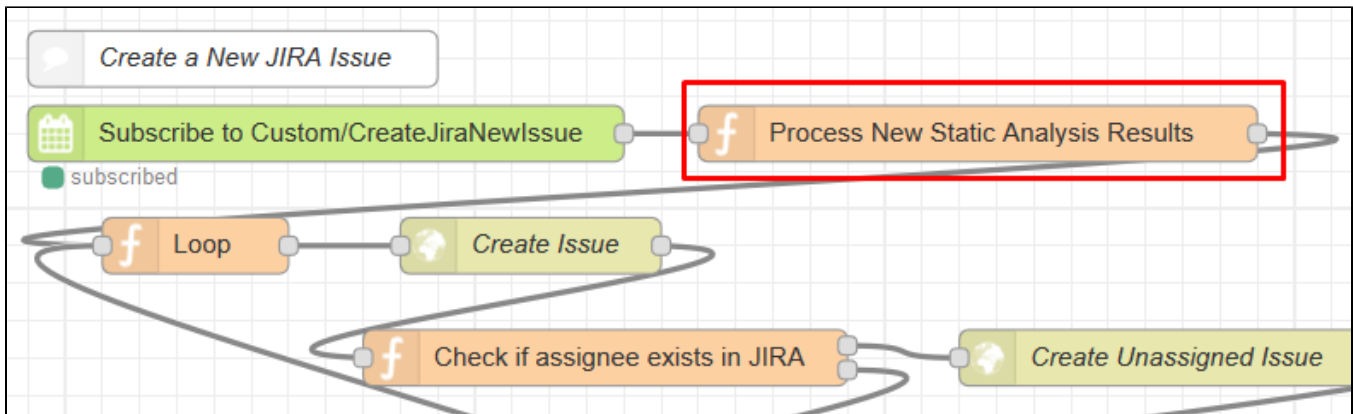 Create a New JIRA Issue
Subscribe to Custom/CreateJiraNewIssue
Process New Static Analysis Results
subscribed
Loop
Create Issue
Check if assignee exists in JIRA
Create Unassigned Issue